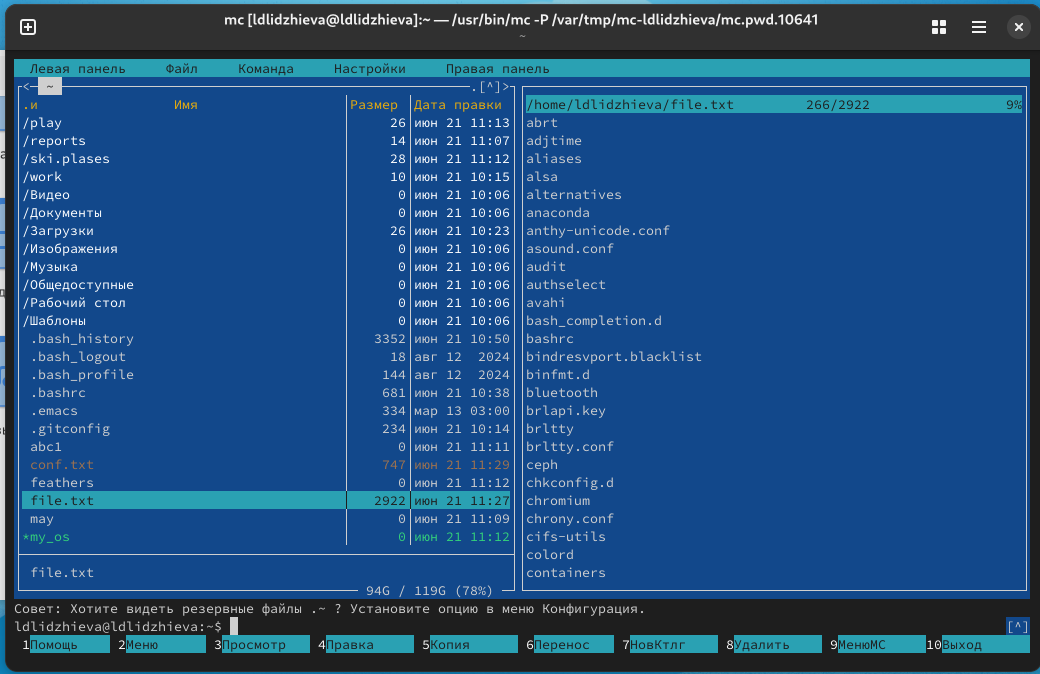 mc [ldlidzhieva@ldlidzhieva]:~ — /usr/bin/mc -P /var/tmp/mc-ldlidzhieva/mc.pwd.10641
~
Левая панель Файл Команда Настройки Правая панель
<─ ~ .[^]>
.и Имя Размер Дата правки
/play 26 июн 21 11:13
/reports 14 июн 21 11:07
/ski.plases 28 июн 21 11:12
/work 10 июн 21 10:15
/Видео 0 июн 21 10:06
/Документы 0 июн 21 10:06
/Загрузки 26 июн 21 10:23
/Изображения 0 июн 21 10:06
/Музыка 0 июн 21 10:06
/Общедоступные 0 июн 21 10:06
/Рабочий стол 0 июн 21 10:06
/Шаблоны 0 июн 21 10:06
.bash_history 3352 июн 21 10:50
.bash_logout 18 авг 12 2024
.bash_profile 144 авг 12 2024
.bashrc 681 июн 21 10:38
.emacs 334 мар 13 03:00
.gitconfig 234 июн 21 10:14
abc1 0 июн 21 11:11
conf.txt 747 июн 21 11:29
feathers 0 июн 21 11:12
file.txt 2922 июн 21 11:27
may 0 июн 21 11:09
*my_os 0 июн 21 11:12
file.txt
94G / 119G (78%)
/home/ldlidzhieva/file.txt 266/2922 9%
abrt
adjtime
aliases
alsa
alternatives
anaconda
anthy-unicode.conf
asound.conf
audit
authselect
avahi
bash_completion.d
bashrc
bindresvport.blacklist
binfmt.d
bluetooth
brlapi.key
brltty
brltty.conf
ceph
chkconfig.d
chromium
chrony.conf
cifs-utils
colord
containers
Совет: Хотите видеть резервные файлы .~ ? Установите опцию в меню Конфигурация.
ldlidzhieva@ldlidzhieva:~$ [^]
1Помощь 2Меню 3Просмотр 4Правка 5Копия 6Перенос 7НовКтлг 8Удалить 9МенюMC 10Выход